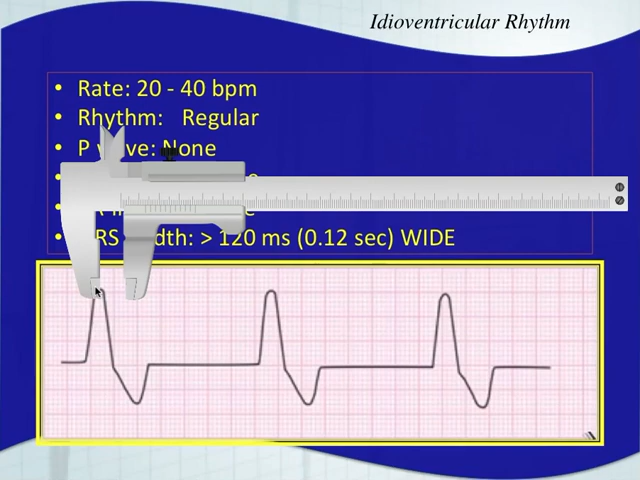 Idioventricular Rhythm
• Rate: 20 - 40 bpm
• Rhythm: Regular
• P wave: None
• RS width: > 120 ms (0.12 sec) WIDE